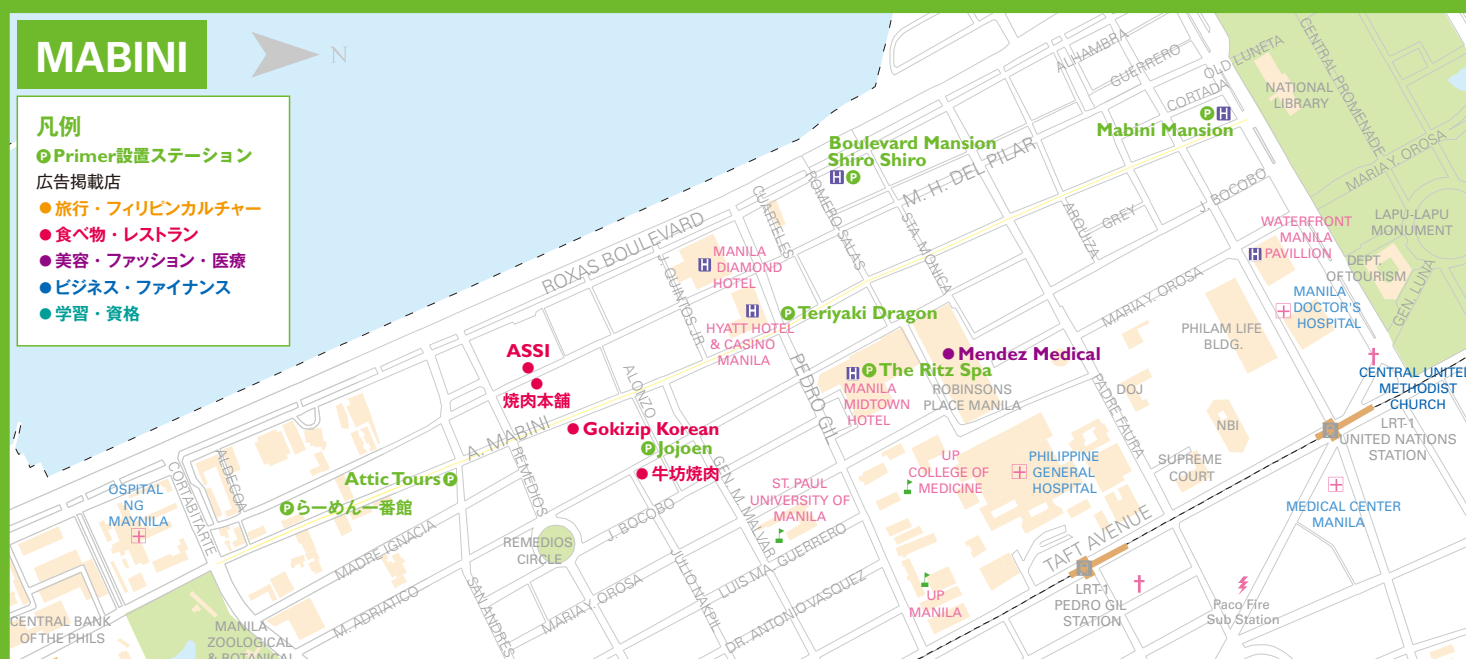 MABINI
N
凡例
P Primer設置ステーション
広告掲載店
● 旅行・フィリピンカルチャー
● 食べ物・レストラン
● 美容・ファッション・医療
● ビジネス・ファイナンス
● 学習・資格
ALHAMBRA
GUERRERO
OLD LUNETA
CORTADA
CENTRAL PROMENADE
NATIONAL
LIBRARY
MARIA Y. OROSA
P H
Mabini Mansion
Boulevard Mansion
Shiro Shiro
H P
M. H. DEL PILAR
J. BOCOBO
GREY
ARQUIZA
CUARTELES
ROMERO SALAS
STA. MONICA
ROXAS BOULEVARD
J. QUINTOS JR.
H
MANILA
DIAMOND
HOTEL
H
HYATT HOTEL
& CASINO
MANILA
P Teriyaki Dragon
WATERFRONT
MANILA
H PAVILLION
LAPU-LAPU
MONUMENT
DEPT.
OF TOURISM
GEN. LUNA
MANILA
DOCTOR'S
HOSPITAL
MARIA Y. OROSA
PHILAM LIFE
BLDG.
Mendez Medical
H P The Ritz Spa
MANILA
MIDTOWN
HOTEL
ROBINSONS
PLACE MANILA
PEDRO GIL
PADRE FAURA
DOJ
NBI
SUPREME
COURT
CENTRAL UNITED
METHODIST
CHURCH
LRT-1
UNITED NATIONS
STATION
MEDICAL CENTER
MANILA
ASSI
焼肉本舗
ALONZO
A. MABINI
Gokizip Korean
P Jojoen
牛坊焼肉
REMEDIOS
GEN. M. MALVAR
Attic Tours P
P らーめん一番館
ALDECOA
CORTABITARTE
OSPITAL
NG
MAYNILA
MADRE IGNACIA
M. ADRIATICO
REMEDIOS
CIRCLE
J. BOCOBO
SAN ANDRES
MARIA Y. OROSA
JULIO NAKPIL
LUIS MA. GUERRERO
DR. ANTONIO VASQUEZ
ST. PAUL
UNIVERSITY OF
MANILA
UP
COLLEGE OF
MEDICINE
PHILIPPINE
GENERAL
HOSPITAL
UP
MANILA
TAFT AVENUE
LRT-1
PEDRO GIL
STATION
Paco Fire
Sub Station
CENTRAL BANK
OF THE PHILS
MANILA
ZOOLOGICAL
& BOTANICAL